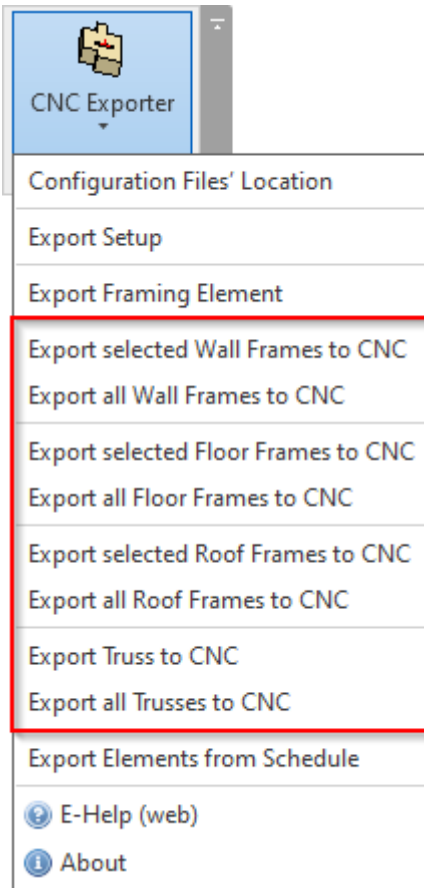 CNC Exporter
Configuration Files' Location
Export Setup
Export Framing Element
Export selected Wall Frames to CNC
Export all Wall Frames to CNC
Export selected Floor Frames to CNC
Export all Floor Frames to CNC
Export selected Roof Frames to CNC
Export all Roof Frames to CNC
Export Truss to CNC
Export all Trusses to CNC
Export Elements from Schedule
E-Help (web)
About